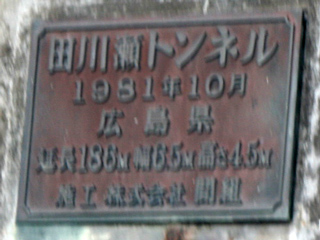 田川瀬トンネル
1981年10月
広島県
延長186M 幅6.5M 高さ4.5M
施工 株式会社